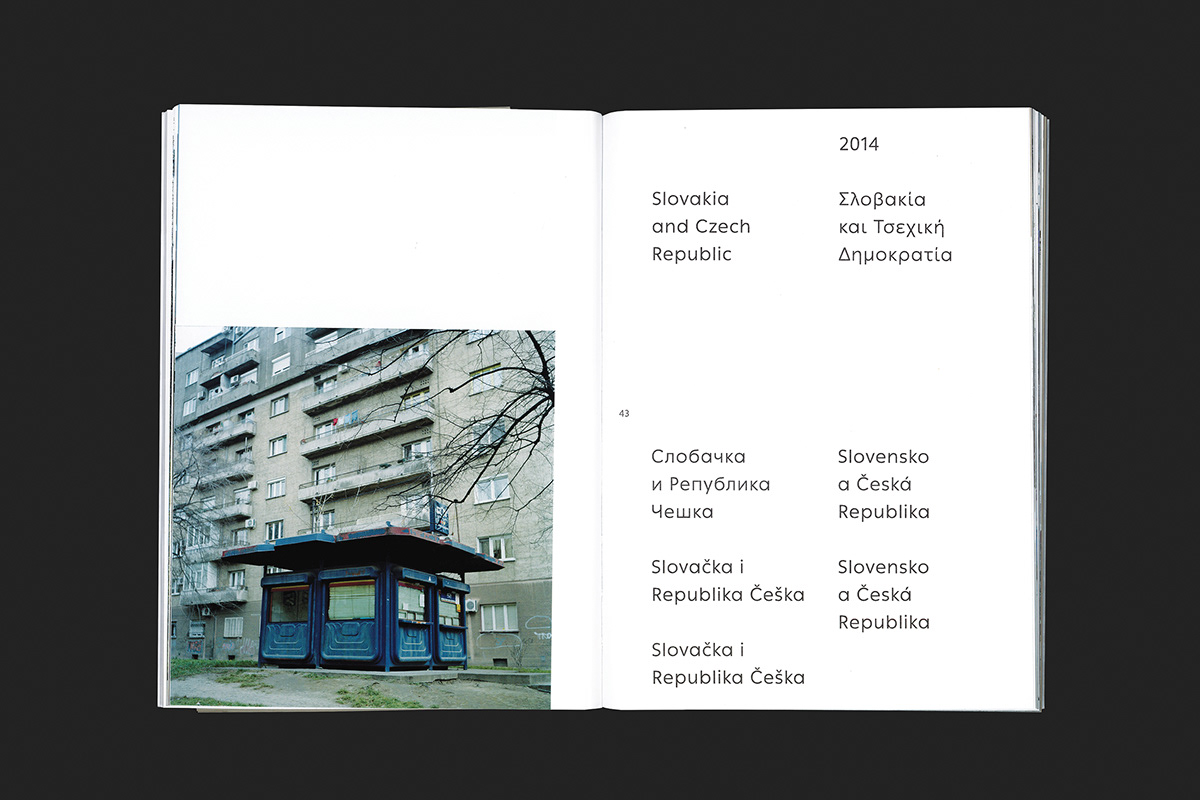 2014
Slovakia
and Czech
Republic
Σλοβακία
και Τσεχική
Δημοκρατία
43
Слобачка
и Република
Чешка
Slovačka i
Republika Češka
Slovačka i
Republika Češka
Slovensko
a Česká
Republika
Slovensko
a Česká
Republika